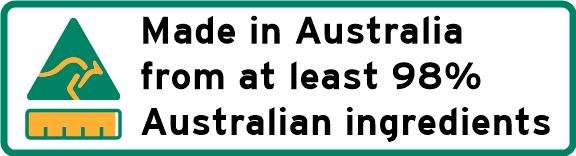 Made in Australia
from at least 98%
Australian ingredients